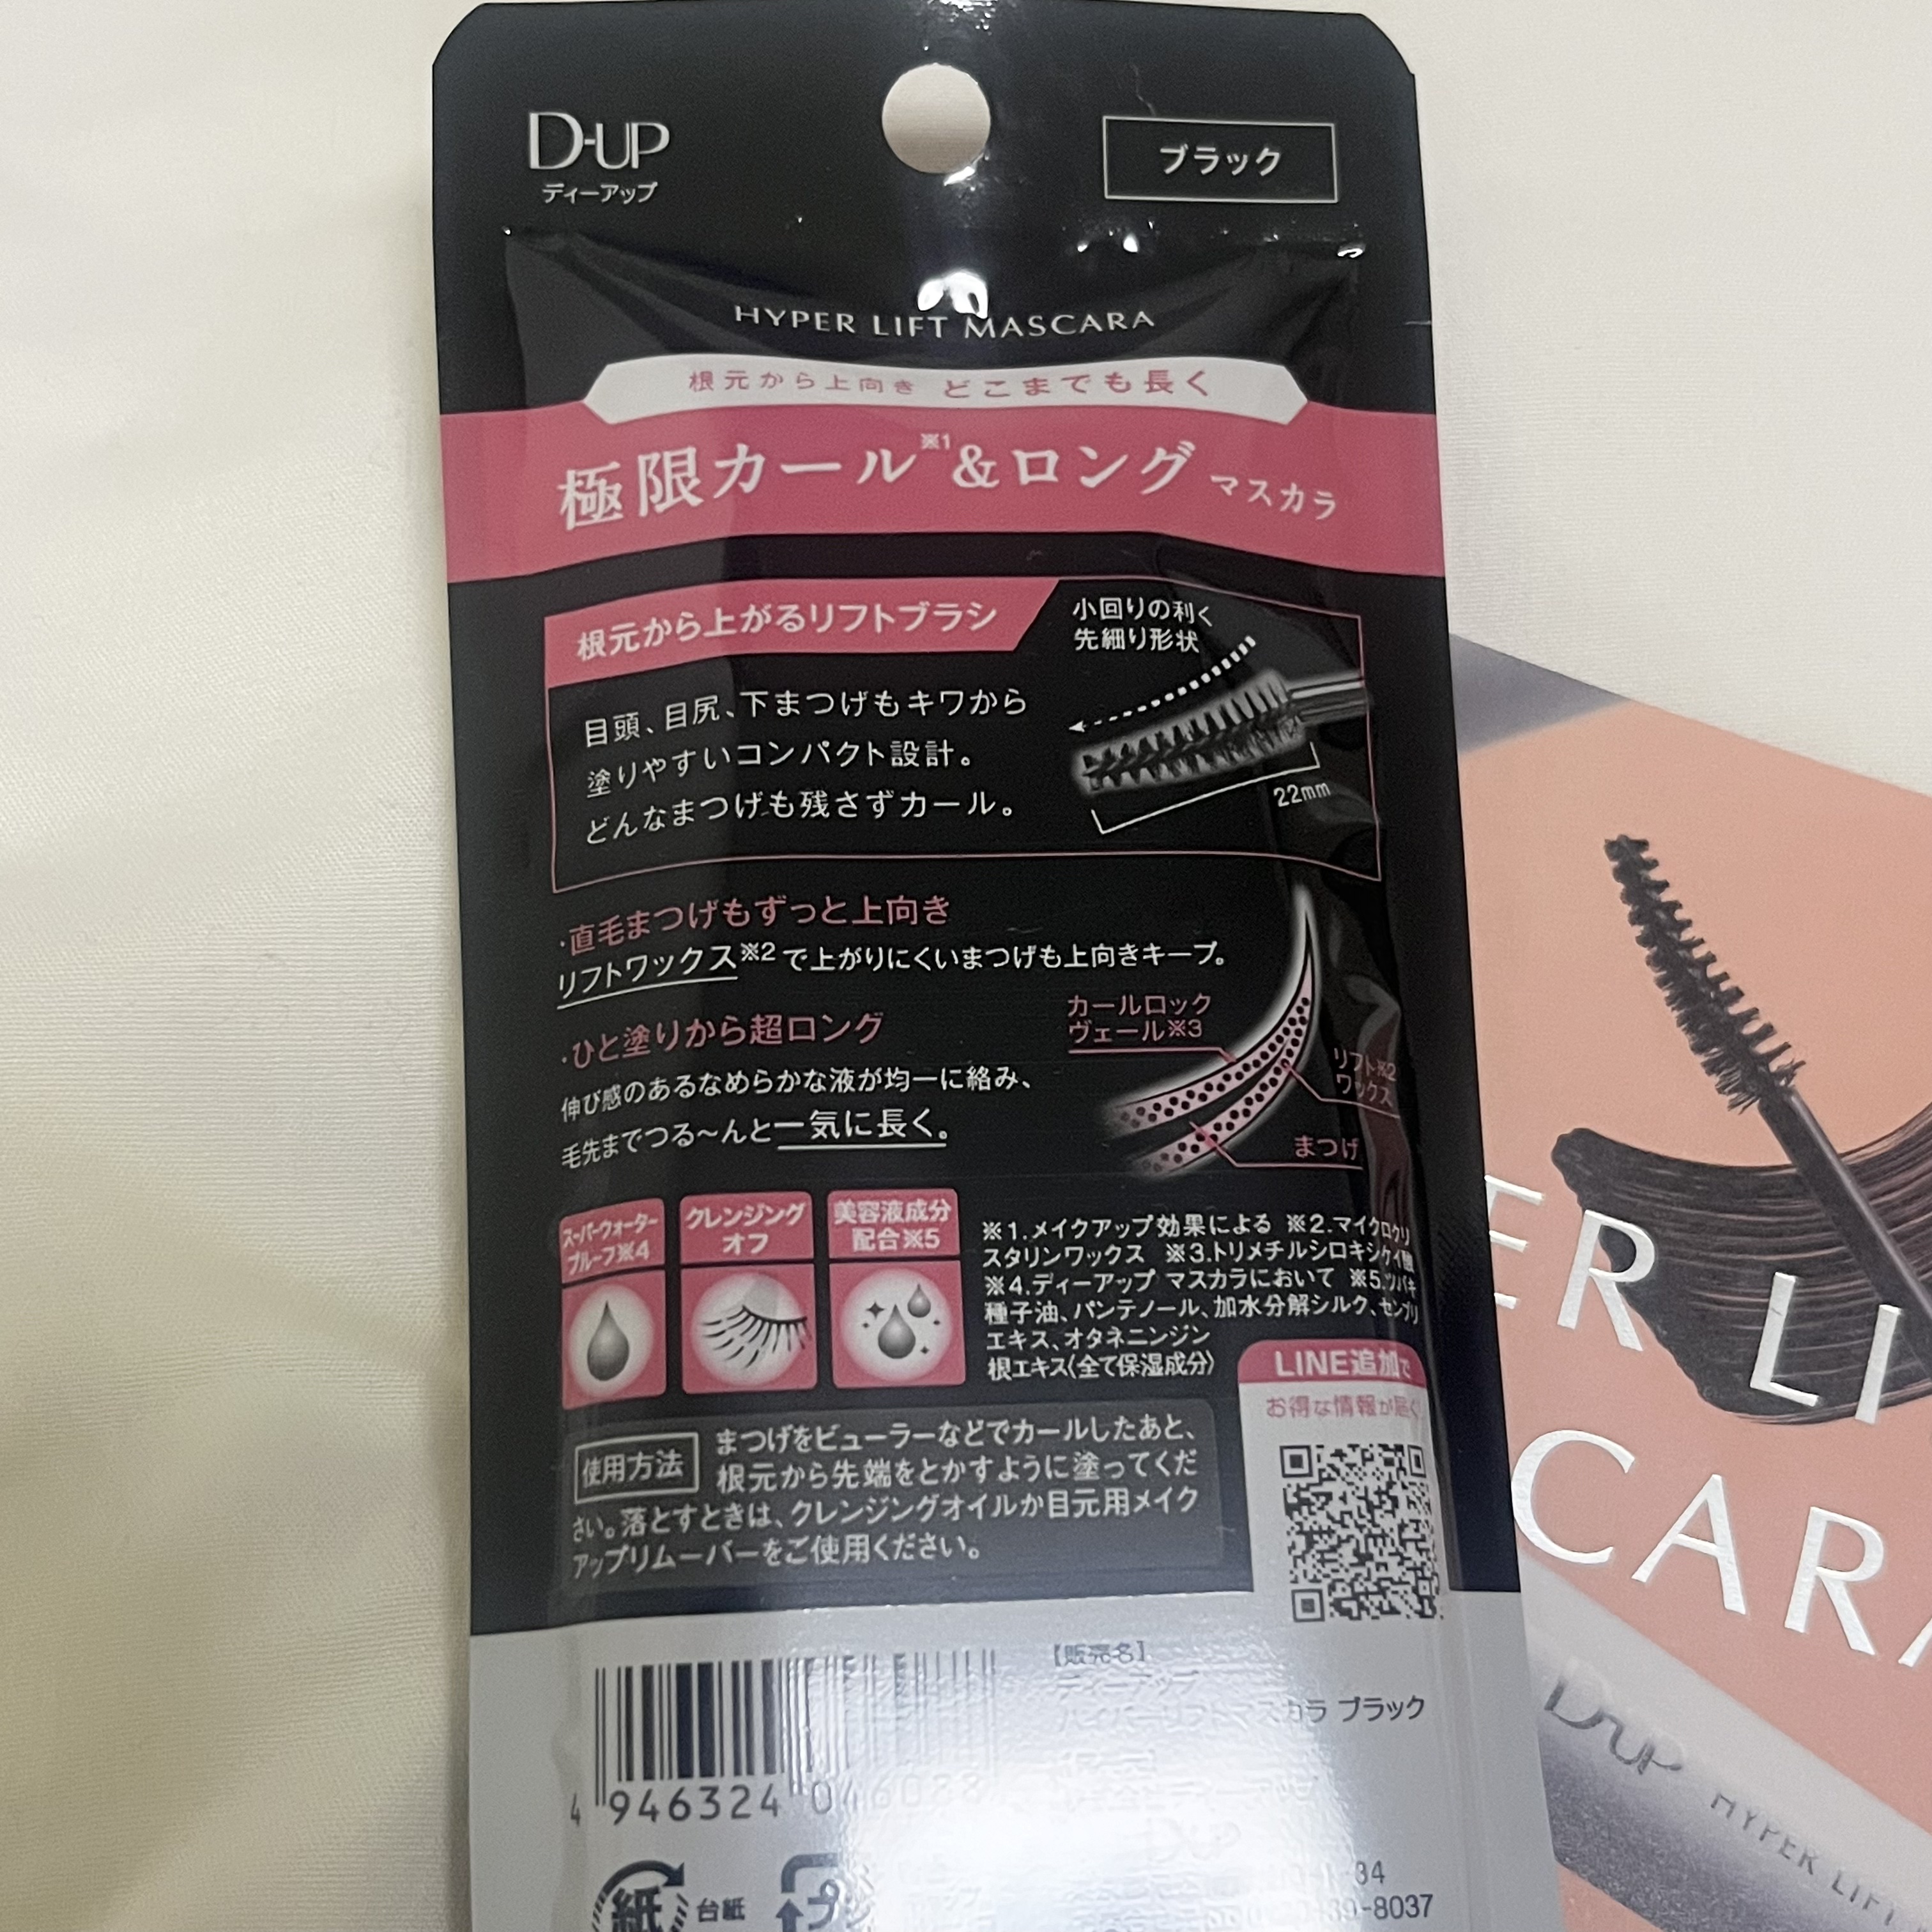 D-UP
ディーアップ
ブラック
HYPER LIFT MASCARA
根元から上向き どこまでも長く
極限カール※1&ロング マスカラ
根元から上がるリフトブラシ
小回りの利く
先細り形状
目頭、目尻、下まつげもキワから
塗りやすいコンパクト設計。
どんなまつげも残さずカール。
22mm
・直毛まつげもずっと上向き
リフトワックス※2で上がりにくいまつげも上向きキープ。
・ひと塗りから超ロング
伸び感のあるなめらかな液が均一に絡み、
毛先までつる〜んと一気に長く。
カールロック
ヴェール※3
リフト※2
ワックス
まつげ
スーパーウォーター
プルーフ※4
クレンジング
オフ
美容液成分
配合※5
※1.メイクアップ効果による ※2.マイクロクリ
スタリンワックス ※3.トリメチルシロキシケイ酸
※4.ディーアップ マスカラにおいて ※5.ツバキ
種子油、パンテノール、加水分解シルク、センブリ
エキス、オタネニンジン
根エキス(全て保湿成分)
使用方法
まつげをビューラーなどでカールしたあと、
根元から先端をとかすように塗ってくだ
さい。落とすときは、クレンジングオイルか目元用メイク
アップリムーバーをご使用ください。
LINE追加で
お得な情報が届く
【販売名】
ディーアップ
ハイパーリフトマスカラ ブラック
ディーアップ
4 946324
34
-8037
紙
台紙
プ
ER LI
CARA
D-UP HYPER LIFT